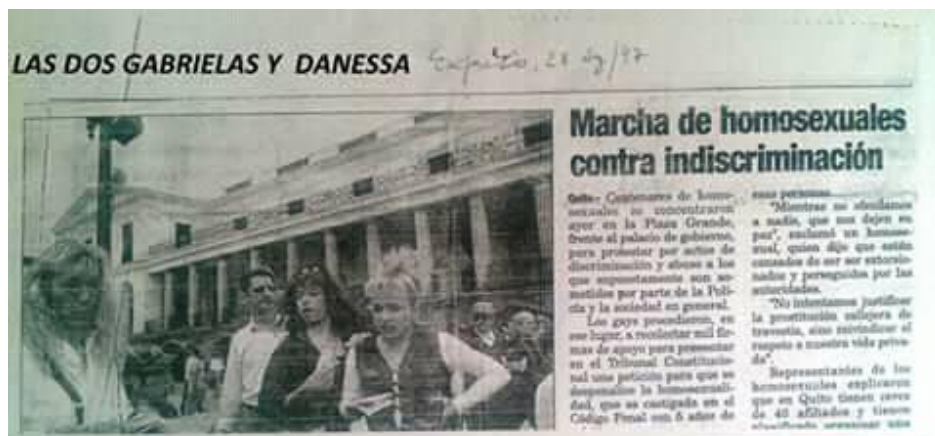 LAS DOS GABRIELAS Y DANESSA
Marcha de homosexuales
contra indiscriminación
Quito.- Centenares de homo-
sexuales se concentraron
ayer en la Plaza Grande,
frente al palacio de gobierno,
para protestar por actos de
discriminación y abuso a los
que supuestamente son so-
metidos por parte de la Poli-
cía y la sociedad en general.
Los gays procedieron, en
ese lugar, a recolectar mil fir-
mas de apoyo para presentar
en el Tribunal Constitucio-
nal una petición para que se
despenalice la homosexuali-
dad, que es castigada en el
Código Penal con 5 años de
esas personas.
"Mientras no ofendamos
a nadie, que nos dejen en
paz", exclamó un homose-
xual, quien dijo que están
cansados de ser ser extorsio-
nados y perseguidos por las
autoridades.
"No intentamos justificar
la prostitución callejera de
travestis, sino reivindicar el
respeto a nuestra vida priva-
da".
Representantes de los
homosexuales explicaron
que en Quito tienen cerca
de 40 afiliados y tienen
planificado organizar una